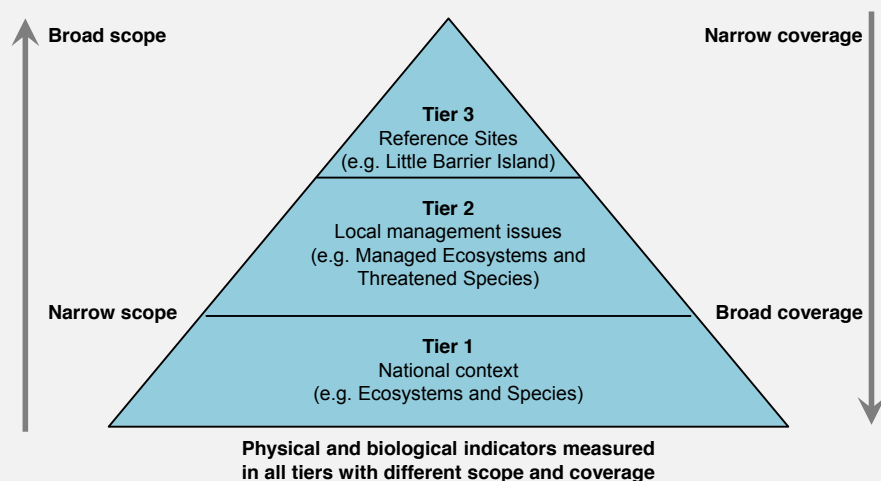 Broad scope
Narrow coverage
Tier 3
Reference Sites
(e.g. Little Barrier Island)
Tier 2
Local management issues
(e.g. Managed Ecosystems and
Threatened Species)
Narrow scope
Broad coverage
Tier 1
National context
(e.g. Ecosystems and Species)
Physical and biological indicators measured
in all tiers with different scope and coverage